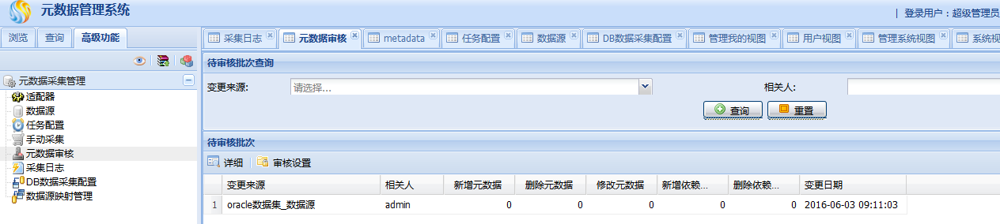 元数据管理系统
| 登录用户：超级管理员
浏览 查询 高级功能
采集日志 元数据审核 metadata 任务配置 数据源 DB数据采集配置 管理我的视图 用户视图 管理系统视图 系统视
元数据采集管理
适配器
数据源
任务配置
手动采集
元数据审核
采集日志
DB数据采集配置
数据源映射管理
待审核批次查询
变更来源: 请选择... 相关人:
查询 重置
待审核批次
详细 审核设置
变更来源 相关人 新增元数据 删除元数据 修改元数据 新增依赖... 删除依赖... 变更日期
1 oracle数据集_数据源 admin 0 0 0 0 0 2016-06-03 09:11:03